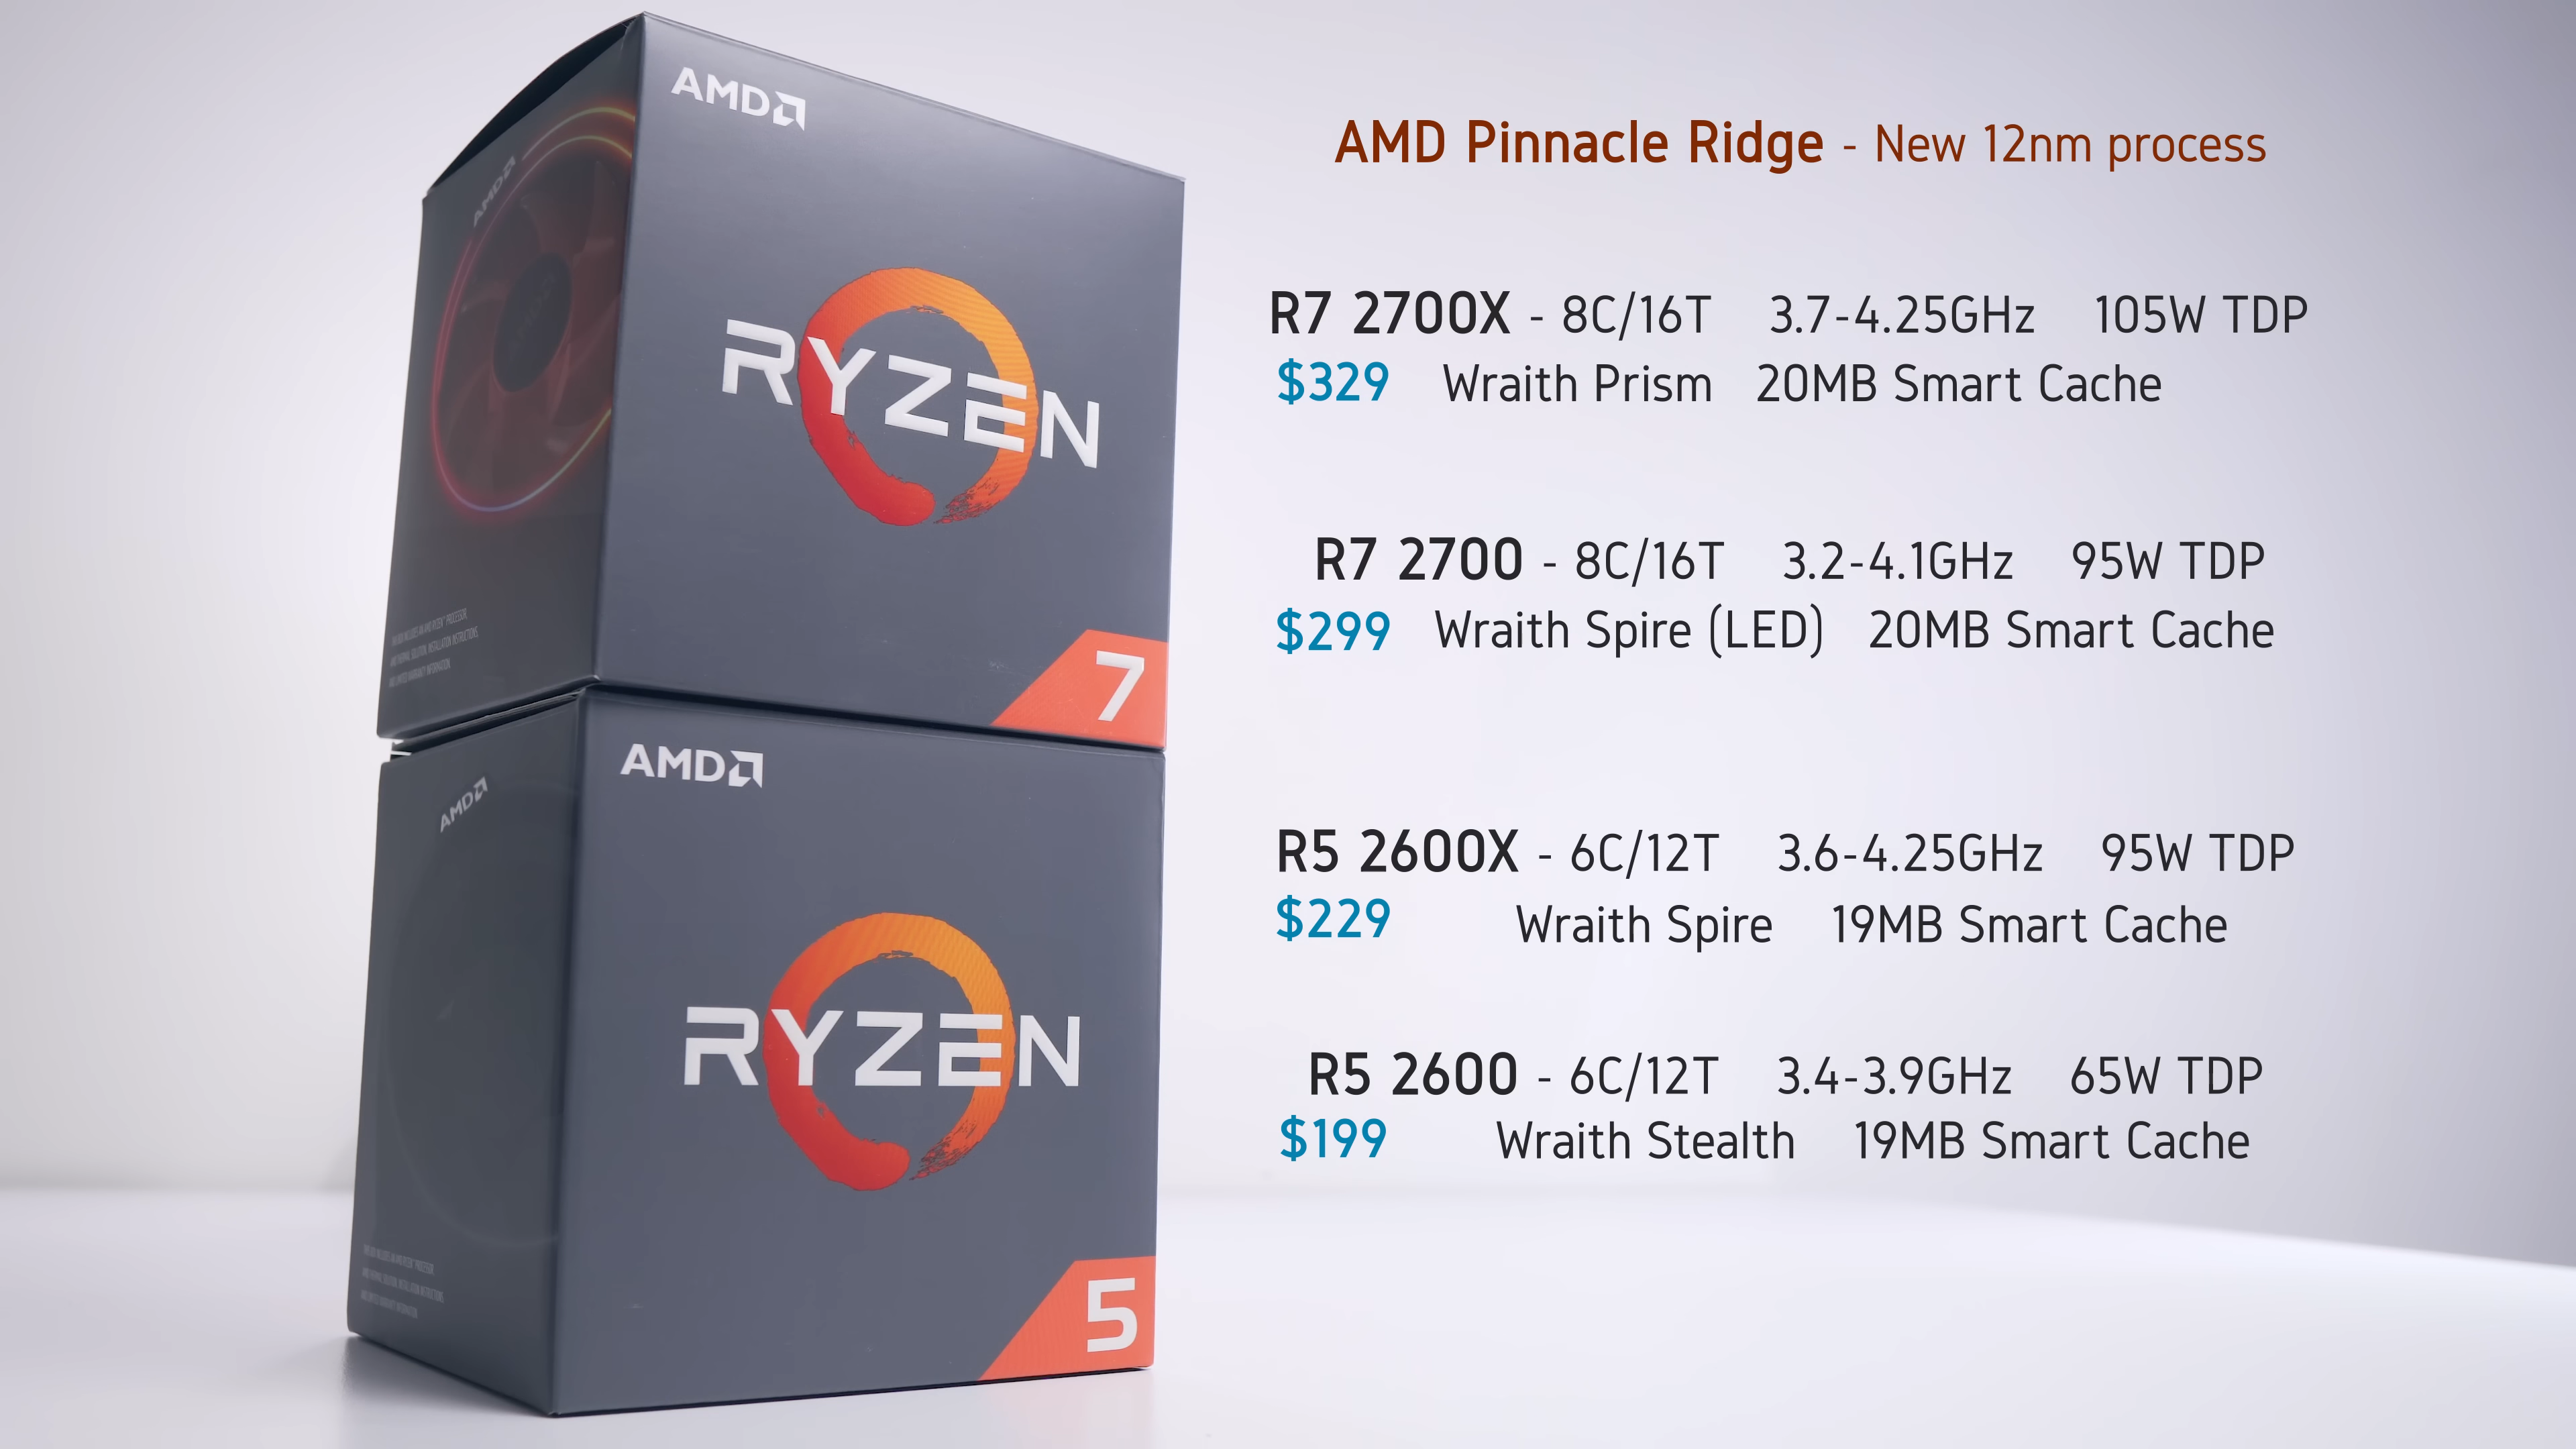 AMD
AMD
RYZEN
7
AMD
AMD
RYZEN
5
AMD Pinnacle Ridge - New 12nm process
R7 2700X - 8C/16T 3.7-4.25GHz 105W TDP
$329 Wraith Prism 20MB Smart Cache
R7 2700 - 8C/16T 3.2-4.1GHz 95W TDP
$299 Wraith Spire (LED) 20MB Smart Cache
R5 2600X - 6C/12T 3.6-4.25GHz 95W TDP
$229 Wraith Spire 19MB Smart Cache
R5 2600 - 6C/12T 3.4-3.9GHz 65W TDP
$199 Wraith Stealth 19MB Smart Cache